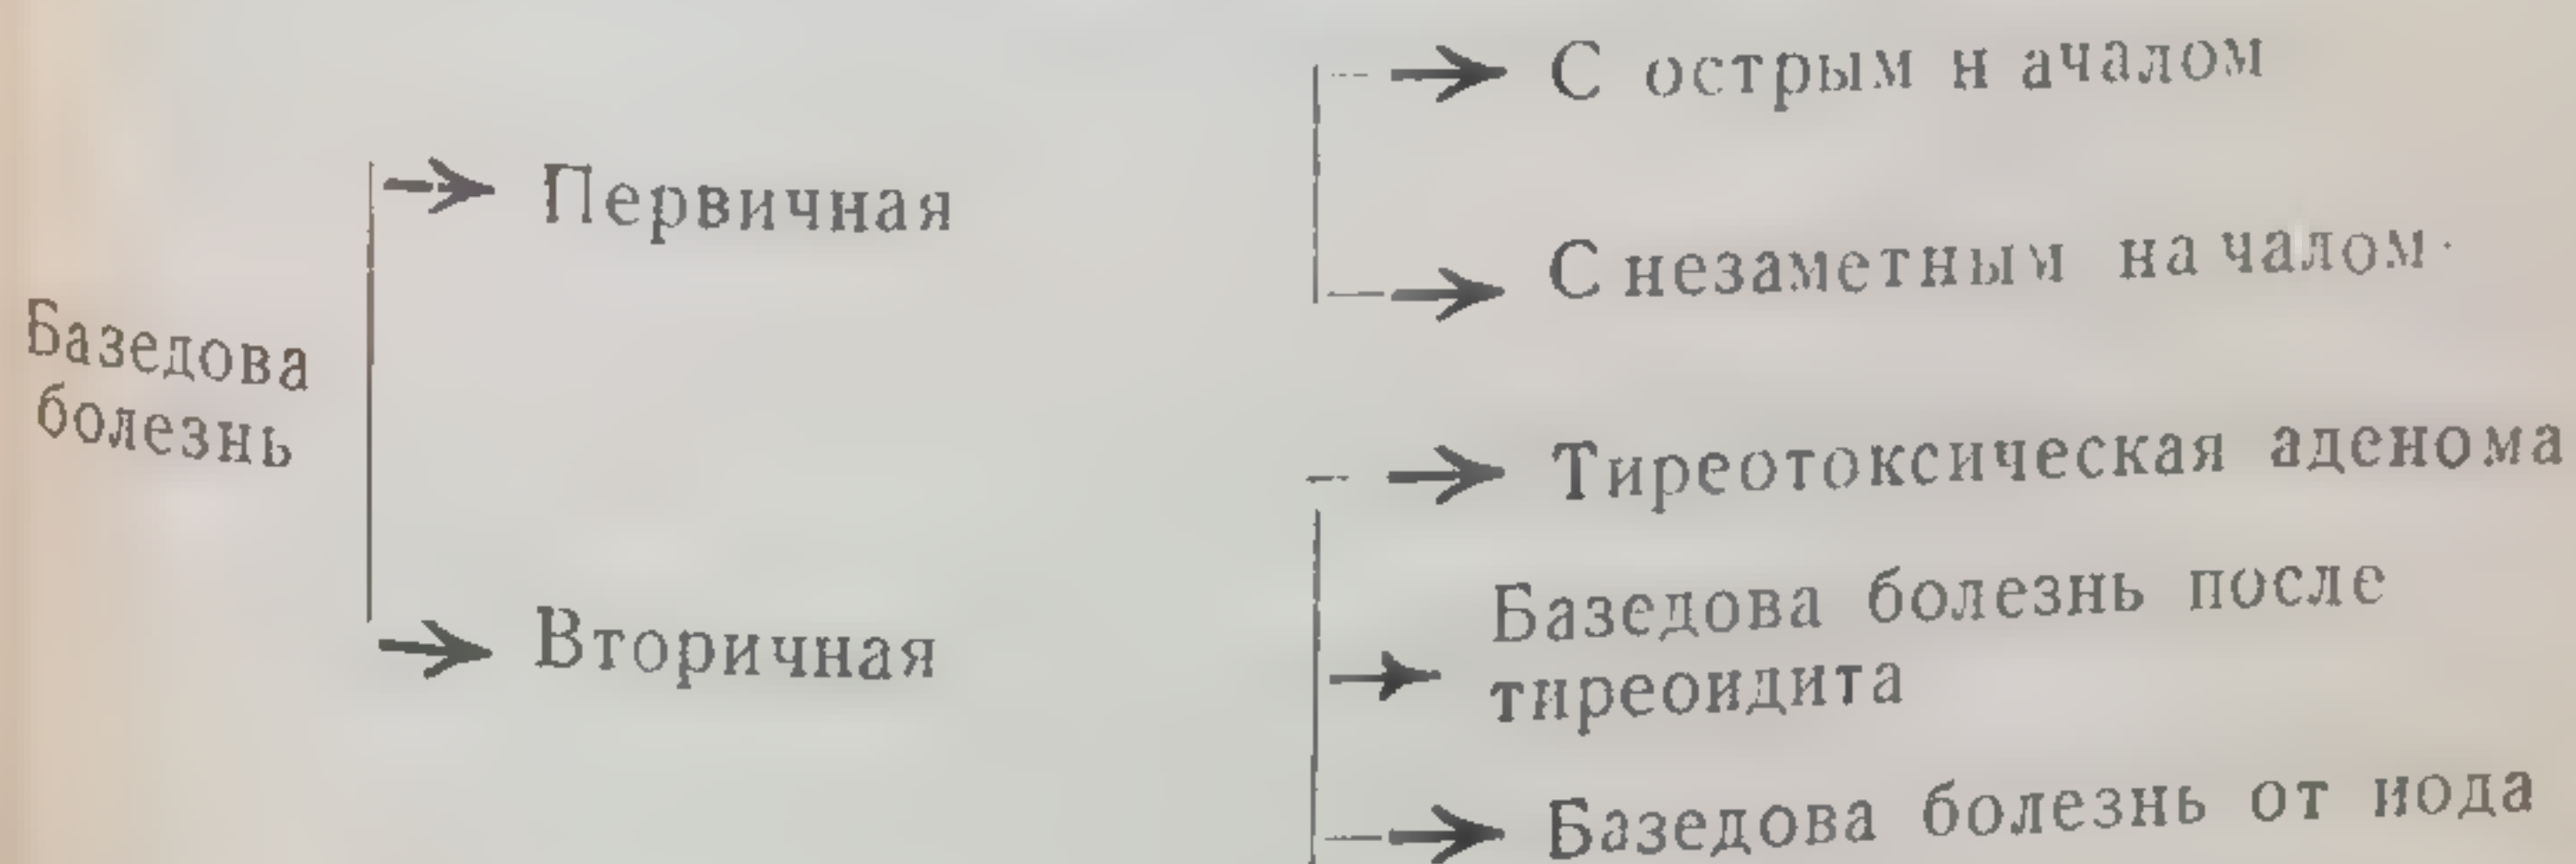 Базедова
болезнь
Первичная
С острым началом
С незаметным началом.
Вторичная
Тиреотоксическая аденома
Базедова болезнь после
тиреоидита
Базедова болезнь от иода